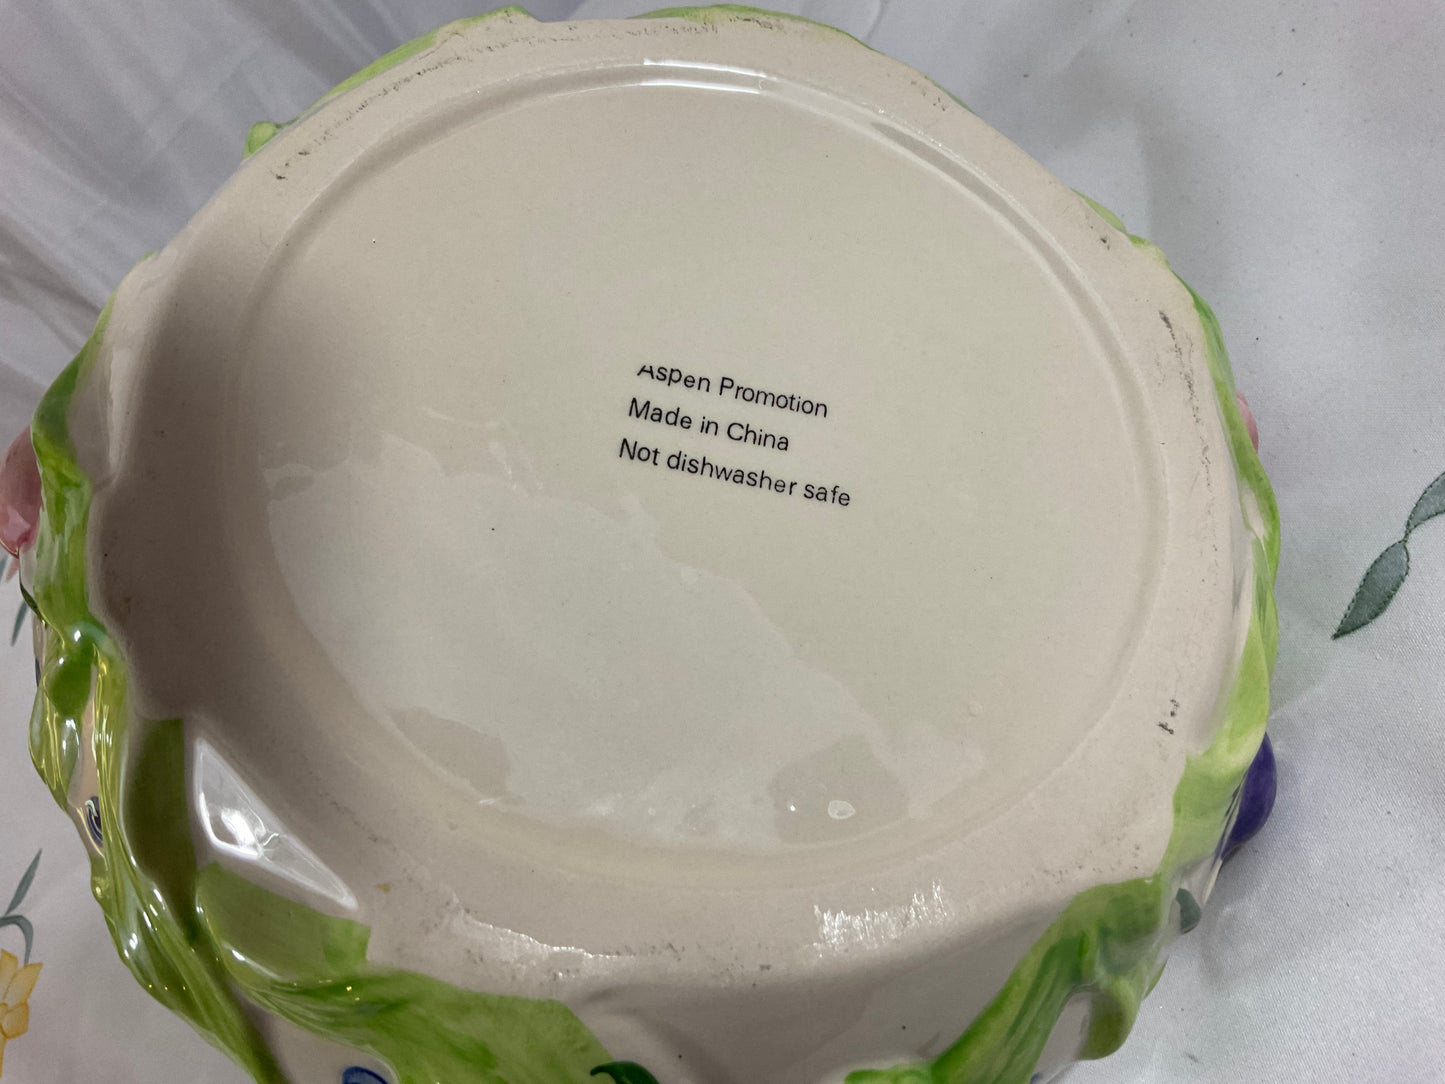 Aspen Promotion
Made in China
Not dishwasher safe